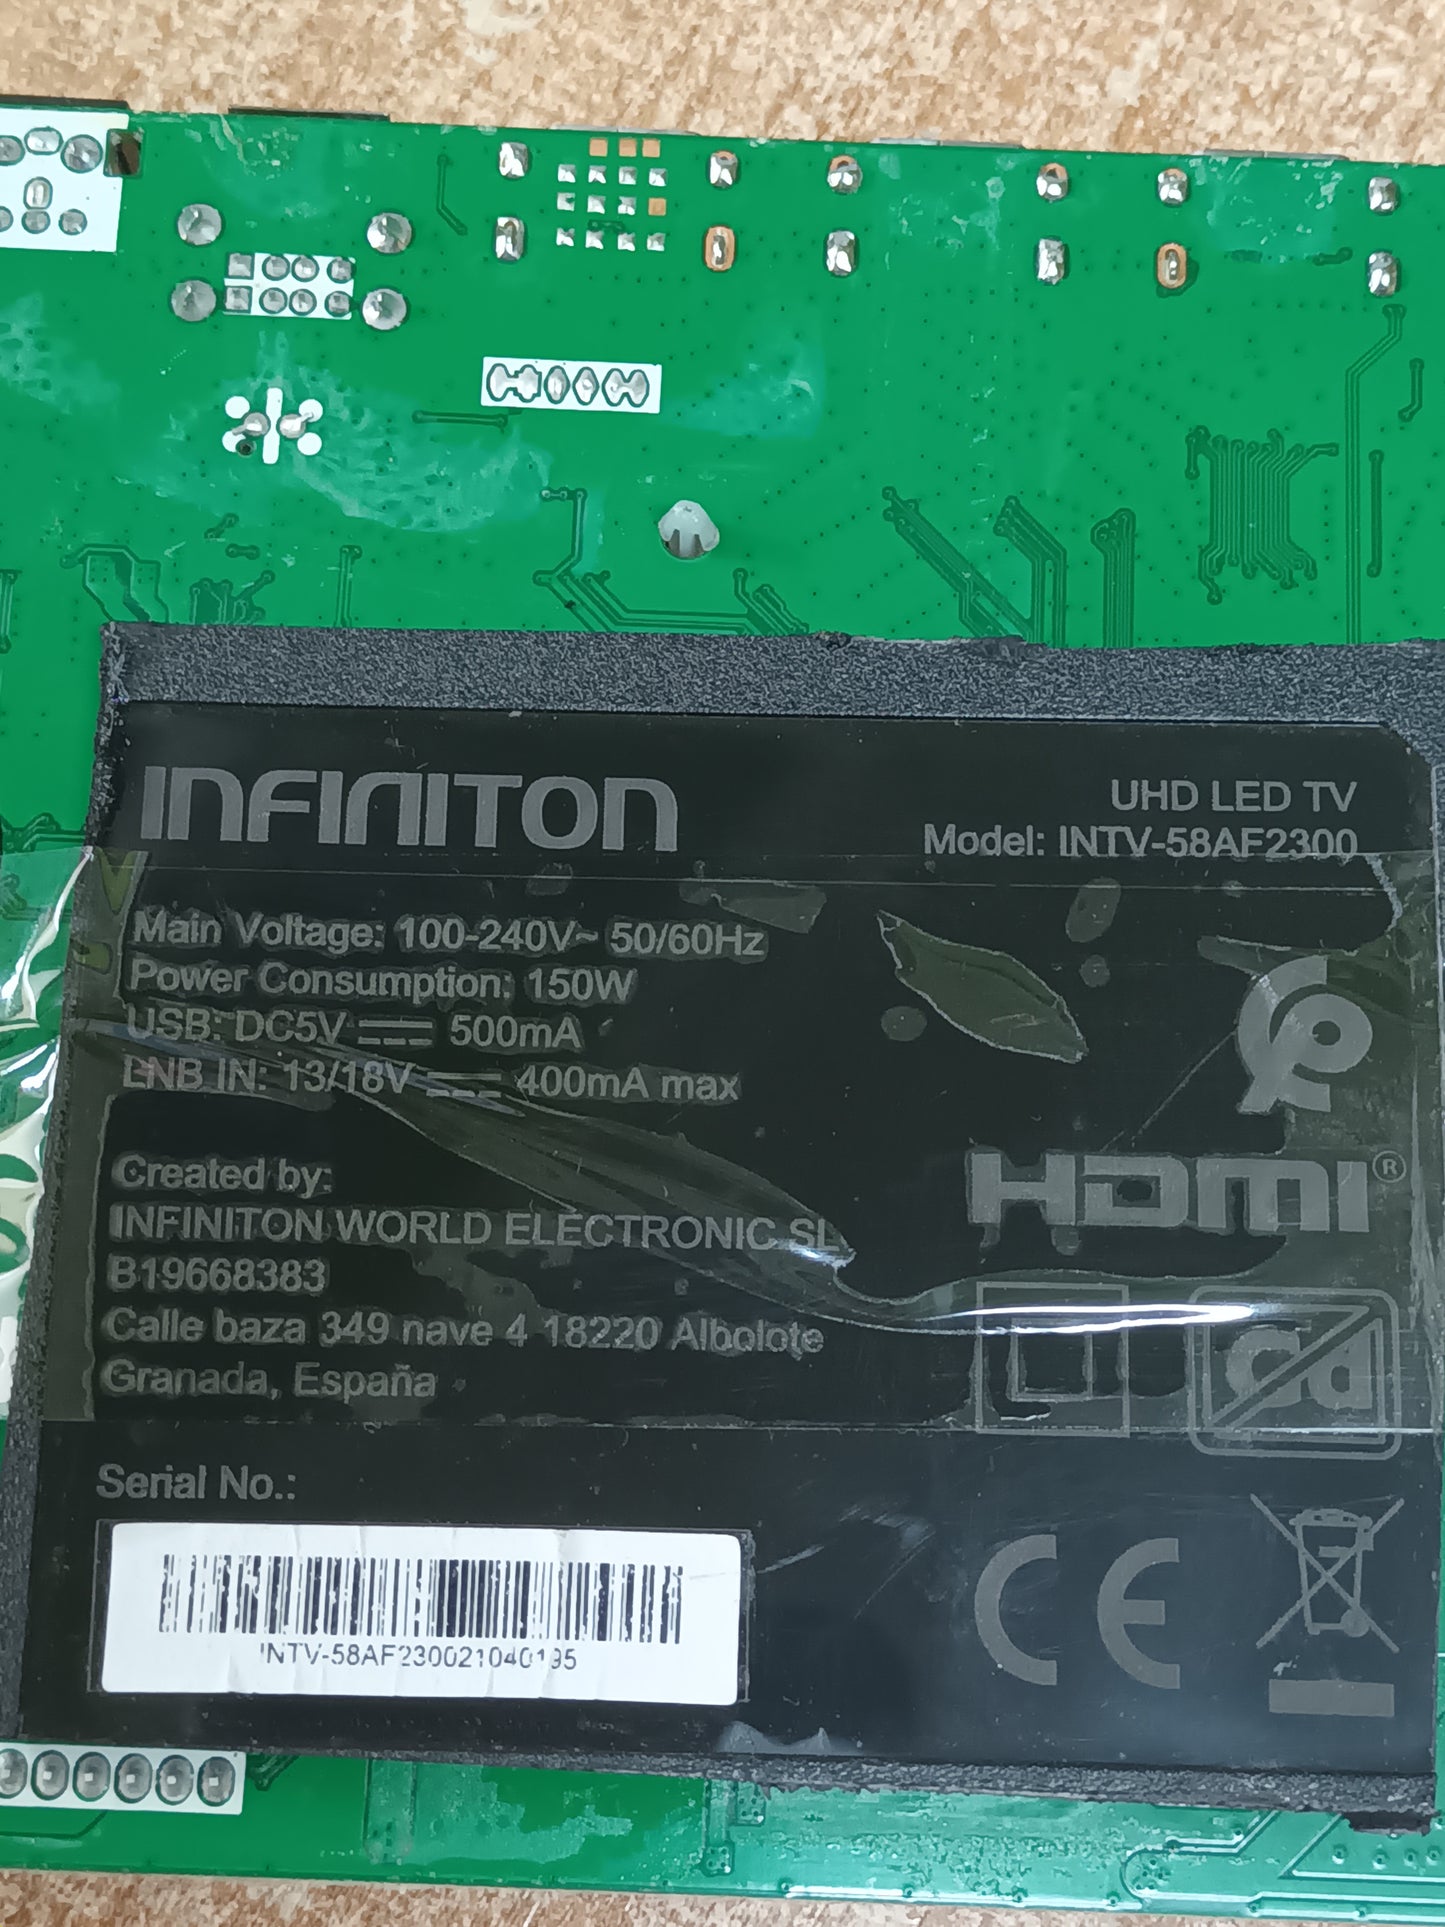 INFINITON
UHD LED TV
Model: INTV-58AF2300
Main Voltage: 100-240V~ 50/60Hz
Power Consumption: 150W
USB: DC5V⎓500mA
LNB IN: 13/18V⎓400mA max
Created by:
INFINITON WORLD ELECTRONIC SL
B19668383
Calle baza 349 nave 4 18220 Albolote
Granada, España
HDMI®
Serial No.:
CE
INTV-58AF230021040195